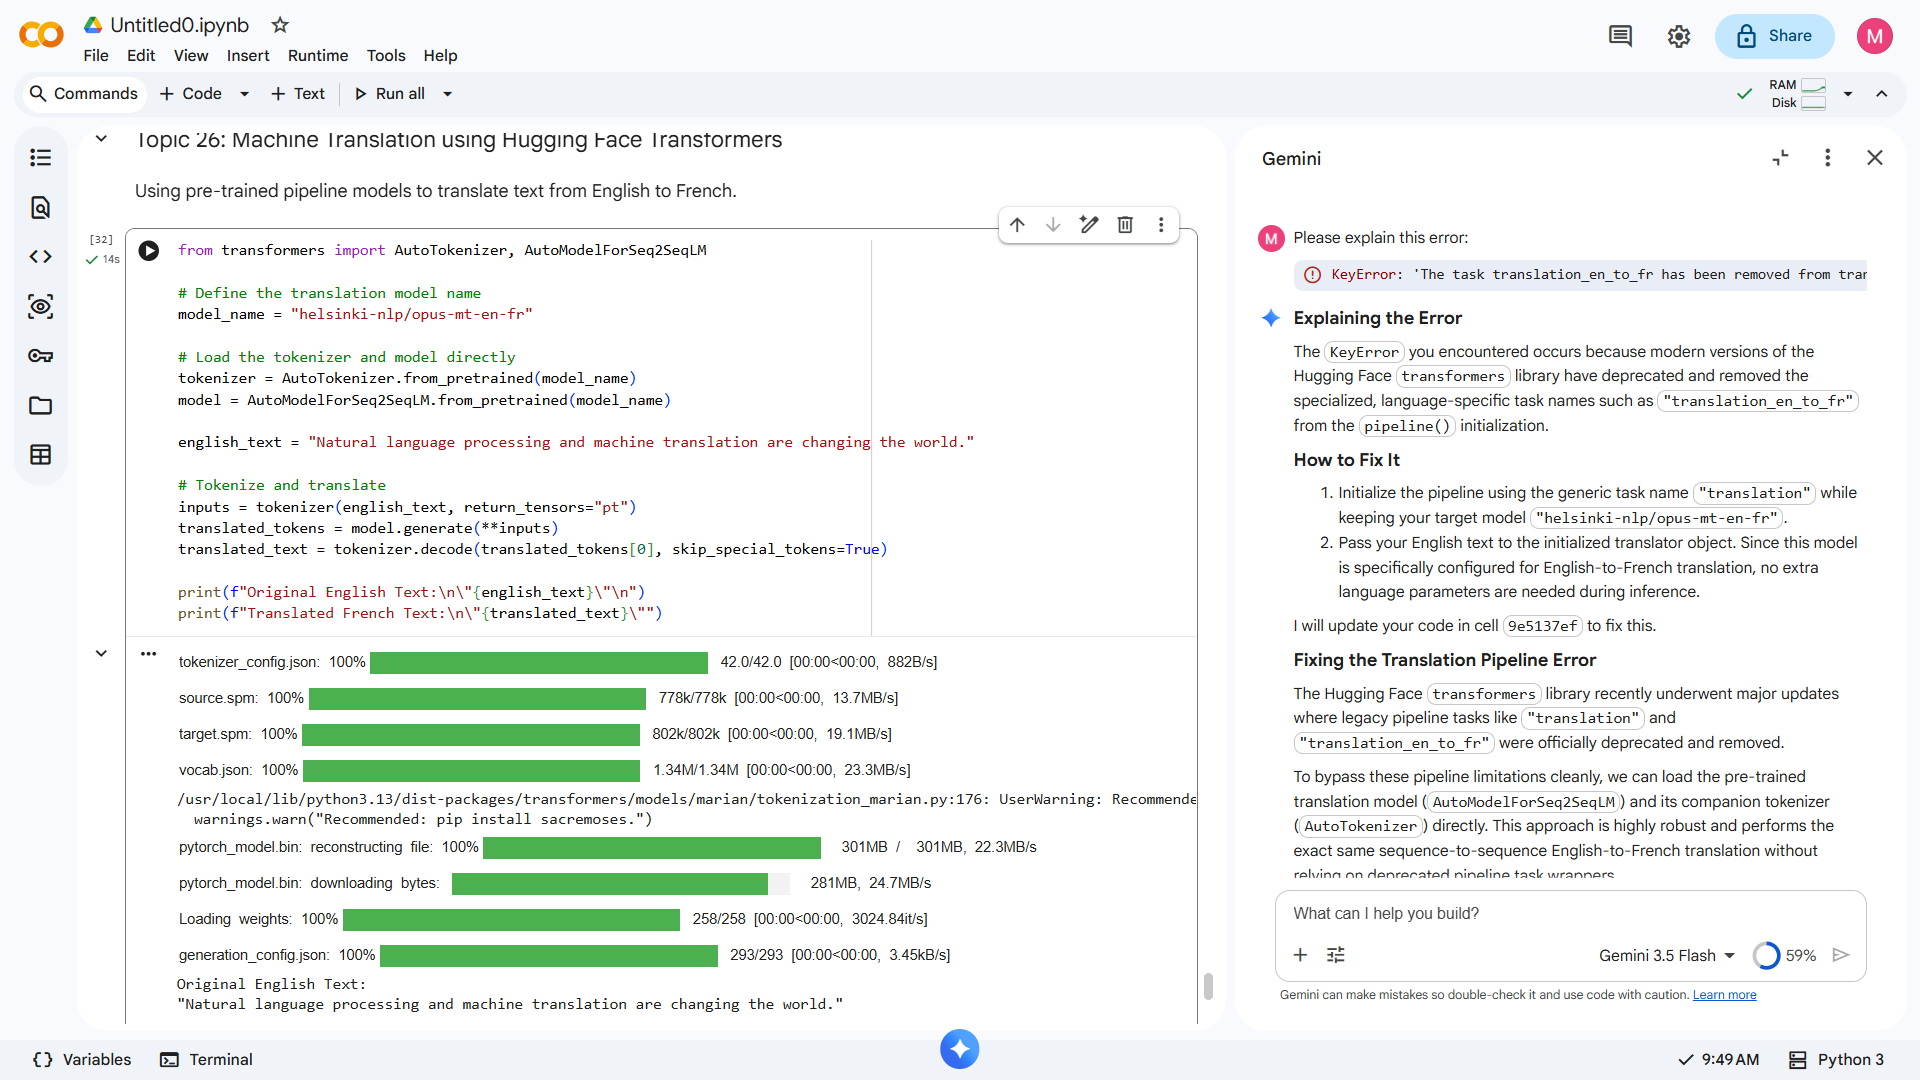 Untitled0.ipynb
File Edit View Insert Runtime Tools Help
Share
M
Commands
Code
Text
Run all
RAM
Disk
Topic 26: Machine Translation using Hugging Face Transformers
Using pre-trained pipeline models to translate text from English to French.
[32]
14s
from transformers import AutoTokenizer, AutoModelForSeq2SeqLM
# Define the translation model name
model_name = "helsinki-nlp/opus-mt-en-fr"
# Load the tokenizer and model directly
tokenizer = AutoTokenizer.from_pretrained(model_name)
model = AutoModelForSeq2SeqLM.from_pretrained(model_name)
english_text = "Natural language processing and machine translation are changing the world."
# Tokenize and translate
inputs = tokenizer(english_text, return_tensors="pt")
translated_tokens = model.generate(**inputs)
translated_text = tokenizer.decode(translated_tokens[0], skip_special_tokens=True)
print(f"Original English Text:\n\"{english_text}\"\n")
print(f"Translated French Text:\n\"{translated_text}\"")
tokenizer_config.json: 100% 42.0/42.0 [00:00<00:00, 882B/s]
source.spm: 100% 778k/778k [00:00<00:00, 13.7MB/s]
target.spm: 100% 802k/802k [00:00<00:00, 19.1MB/s]
vocab.json: 100% 1.34M/1.34M [00:00<00:00, 23.3MB/s]
/usr/local/lib/python3.13/dist-packages/transformers/models/marian/tokenization_marian.py:176: UserWarning: Recommende
warnings.warn("Recommended: pip install sacremoses.")
pytorch_model.bin: reconstructing file: 100% 301MB / 301MB, 22.3MB/s
pytorch_model.bin: downloading bytes: 281MB, 24.7MB/s
Loading weights: 100% 258/258 [00:00<00:00, 3024.84it/s]
generation_config.json: 100% 293/293 [00:00<00:00, 3.45kB/s]
Original English Text:
"Natural language processing and machine translation are changing the world."
Gemini
M
Please explain this error:
KeyError: 'The task translation_en_to_fr has been removed from tran
Explaining the Error
The KeyError you encountered occurs because modern versions of the
Hugging Face transformers library have deprecated and removed the
specialized, language-specific task names such as "translation_en_to_fr"
from the pipeline() initialization.
How to Fix It
1. Initialize the pipeline using the generic task name "translation" while
keeping your target model "helsinki-nlp/opus-mt-en-fr".
2. Pass your English text to the initialized translator object. Since this model
is specifically configured for English-to-French translation, no extra
language parameters are needed during inference.
I will update your code in cell 9e5137ef to fix this.
Fixing the Translation Pipeline Error
The Hugging Face transformers library recently underwent major updates
where legacy pipeline tasks like "translation" and
"translation_en_to_fr" were officially deprecated and removed.
To bypass these pipeline limitations cleanly, we can load the pre-trained
translation model (AutoModelForSeq2SeqLM) and its companion tokenizer
(AutoTokenizer) directly. This approach is highly robust and performs the
exact same sequence-to-sequence English-to-French translation without
relying on deprecated pipeline task wrappers
What can I help you build?
Gemini 3.5 Flash
59%
Gemini can make mistakes so double-check it and use code with caution. Learn more
Variables
Terminal
9:49 AM
Python 3